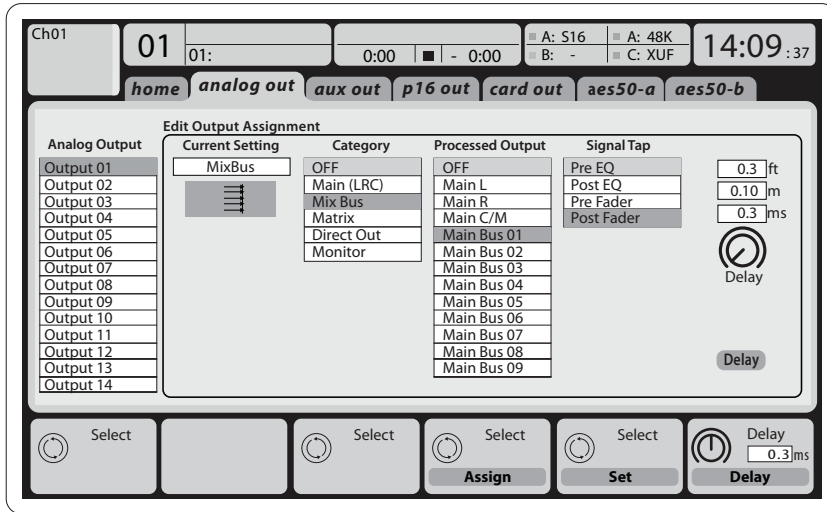 Ch01
01
01:
0:00 - 0:00
A: S16 A: 48K
B: - C: XUF
14:09 :37
home analog out aux out p16 out card out aes50-a aes50-b
Edit Output Assignment
Analog Output Current Setting Category Processed Output Signal Tap
Output 01 MixBus OFF OFF Pre EQ 0.3 ft
Output 02 Main (LRC) Main L Post EQ 0.10 m
Output 03 Mix Bus Main R Pre Fader 0.3 ms
Output 04 Matrix Main C/M Post Fader
Output 05 Direct Out Main Bus 01
Output 06 Monitor Main Bus 02
Output 07 Main Bus 03 Delay
Output 08 Main Bus 04
Output 09 Main Bus 05
Output 10 Main Bus 06
Output 11 Main Bus 07
Output 12 Main Bus 08 Delay
Output 13 Main Bus 09
Output 14
Select Select Select Select Delay
0.3 ms
Assign Set Delay